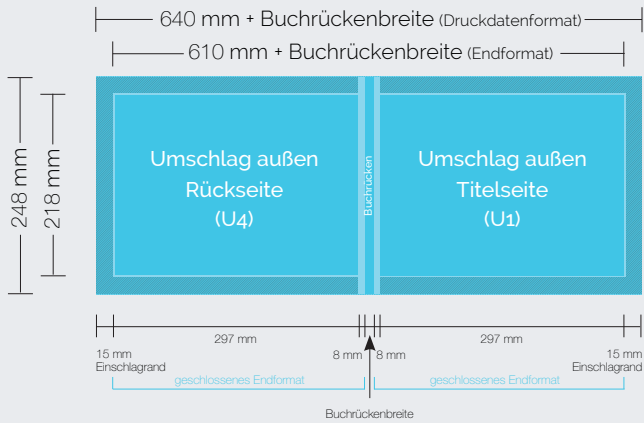 640 mm + Buchrückenbreite (Druckdatenformat)
610 mm + Buchrückenbreite (Endformat)
248 mm
218 mm
Umschlag außen
Rückseite
(U4)
Buchrücken
Umschlag außen
Titelseite
(U1)
297 mm
297 mm
15 mm
Einschlagrand
8 mm
8 mm
15 mm
Einschlagrand
geschlossenes Endformat
geschlossenes Endformat
Buchrückenbreite